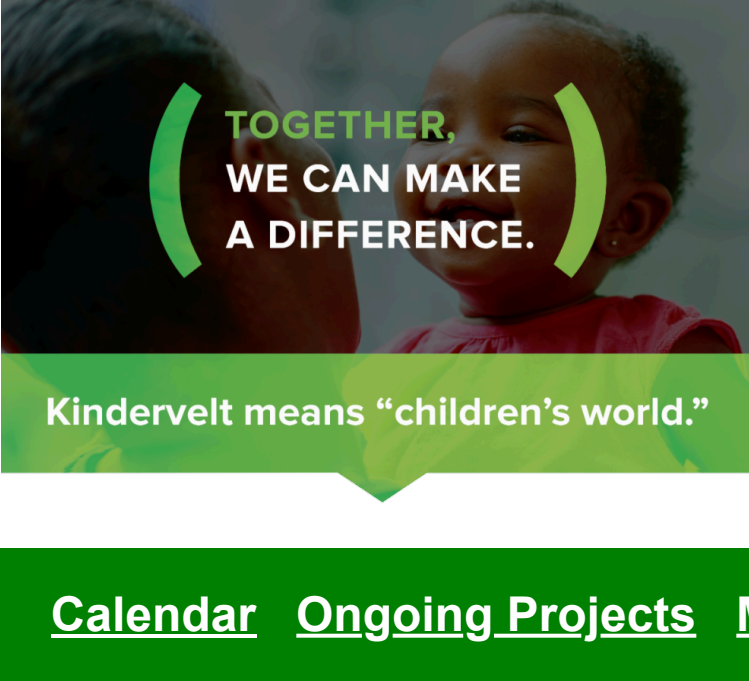 TOGETHER,
WE CAN MAKE
A DIFFERENCE.
Kindervelt means “children’s world.”
Calendar Ongoing Projects